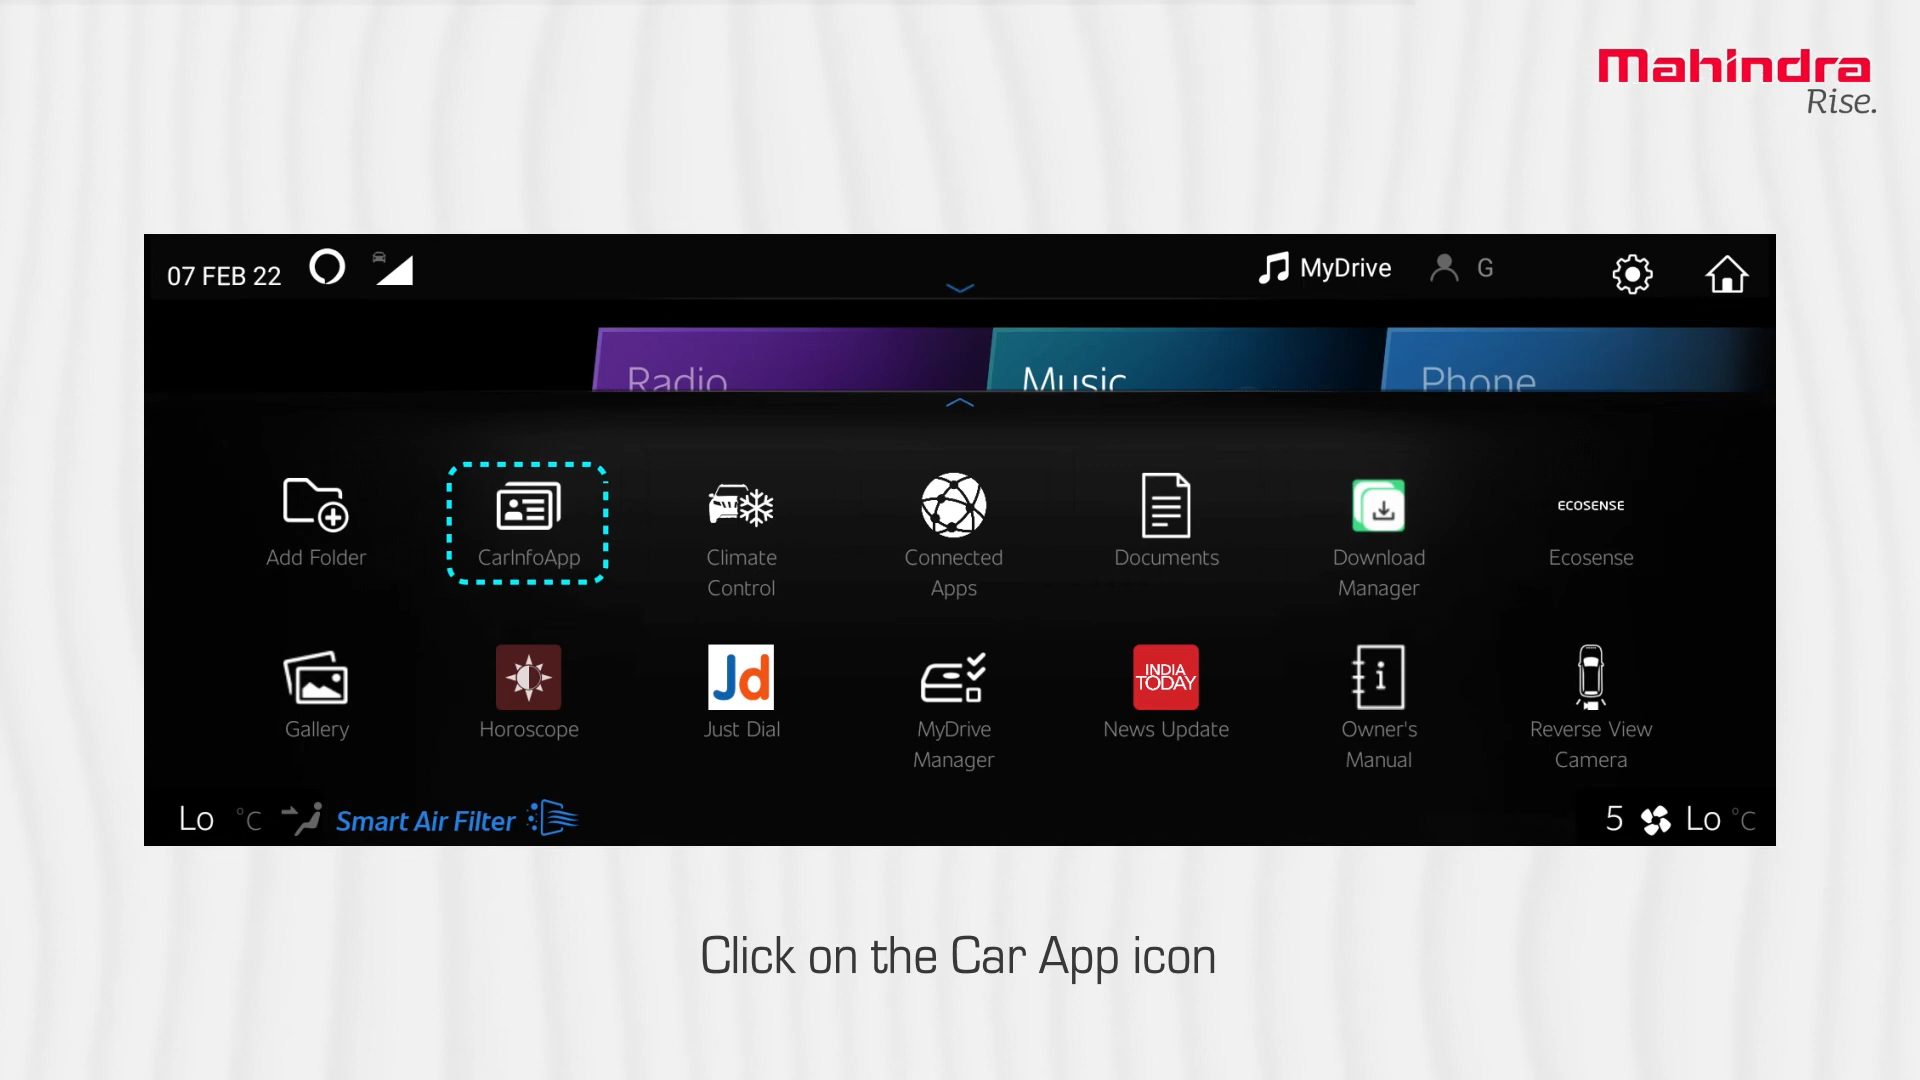 Mahindra
Rise.
07 FEB 22
MyDrive
G
Radio
Music
Phone
Add Folder
CarInfoApp
Climate
Control
Connected
Apps
Documents
Download
Manager
ECOSENSE
Ecosense
Gallery
Horoscope
Jd
Just Dial
MyDrive
Manager
INDIA
TODAY
News Update
i
Owner's
Manual
Reverse View
Camera
Lo °C
Smart Air Filter
5
Lo °C
Click on the Car App icon